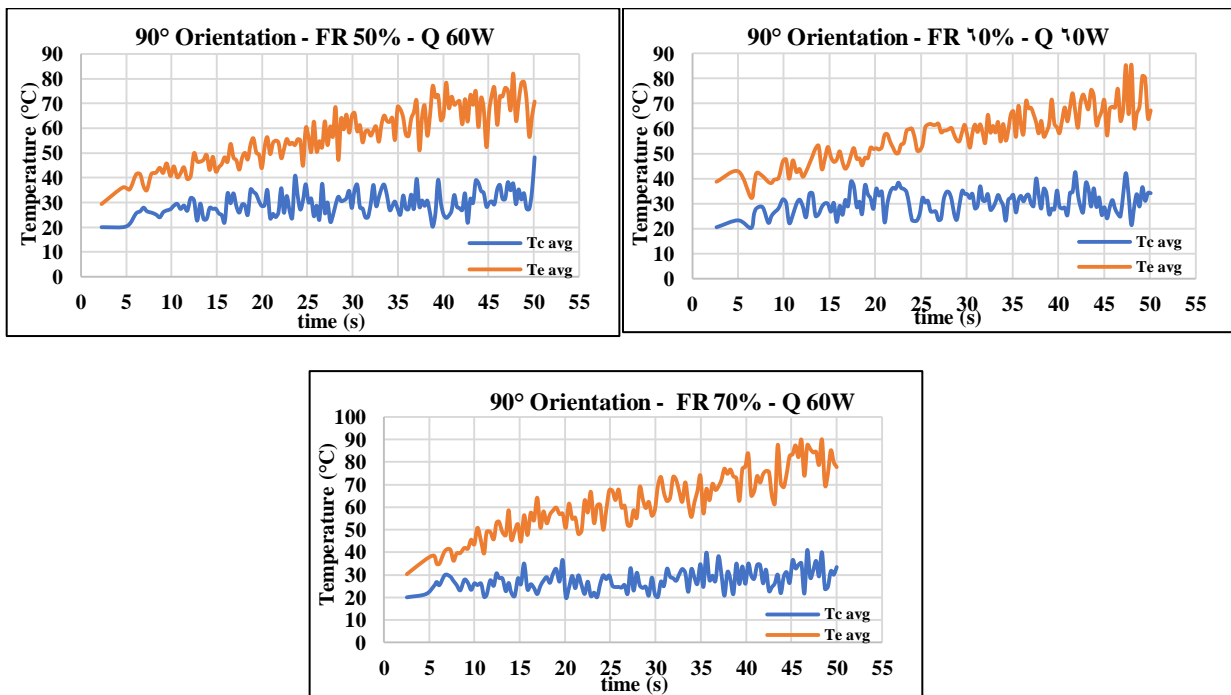 90° Orientation - FR 50% - Q 60W
Temperature (°C)
90
80
70
60
50
40
30
20
10
0
Tc avg
Te avg
0 5 10 15 20 25 30 35 40 45 50 55
time (s)
90° Orientation - FR ٦0% - Q ٦0W
Temperature (°C)
90
80
70
60
50
40
30
20
10
0
Tc avg
Te avg
0 5 10 15 20 25 30 35 40 45 50 55
time (s)
90° Orientation - FR 70% - Q 60W
Temperature (°C)
100
90
80
70
60
50
40
30
20
10
0
Tc avg
Te avg
0 5 10 15 20 25 30 35 40 45 50 55
time (s)